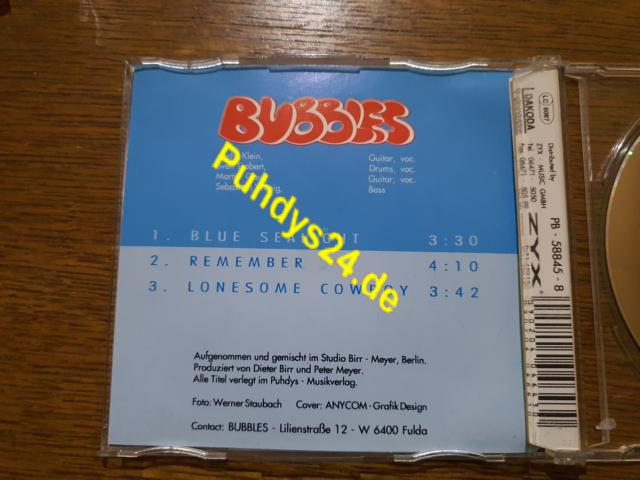 BUBBLES
Klein, Guitar, voc.
Drums, voc.
Guitar, voc.
Bass
1. BLUE 3:30
2. REMEMBER 4:10
3. LONESOME COWBOY 3:42
Aufgenommen und gemischt im Studio Birr - Meyer, Berlin.
Produziert von Dieter Birr und Peter Meyer.
Alle Titel verlegt im Puhdys - Musikverlag.
Foto: Werner Staubach Cover: ANYCOM - Grafik Design
Contact: BUBBLES - Lilienstraße 12 - W 6400 Fulda
Puhdys24.de
LC 6087
DAKODA
Distributed by
ZYX - MUSIC GMBH
ZYX
PB - 58845 - 8